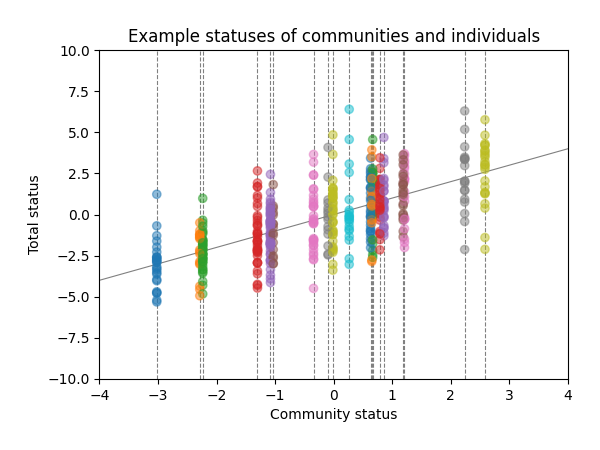 Example statuses of communities and individuals
10.0
7.5
5.0
2.5
0.0
−2.5
−5.0
−7.5
−10.0
Total status
−4 −3 −2 −1 0 1 2 3 4
Community status